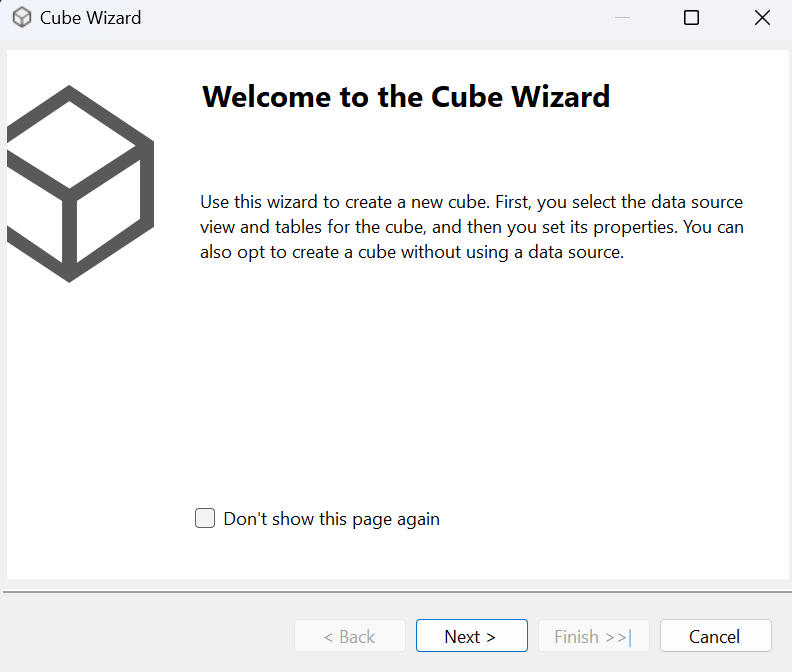 Cube Wizard
Welcome to the Cube Wizard
Use this wizard to create a new cube. First, you select the data source
view and tables for the cube, and then you set its properties. You can
also opt to create a cube without using a data source.
Don't show this page again
< Back
Next >
Finish >>|
Cancel